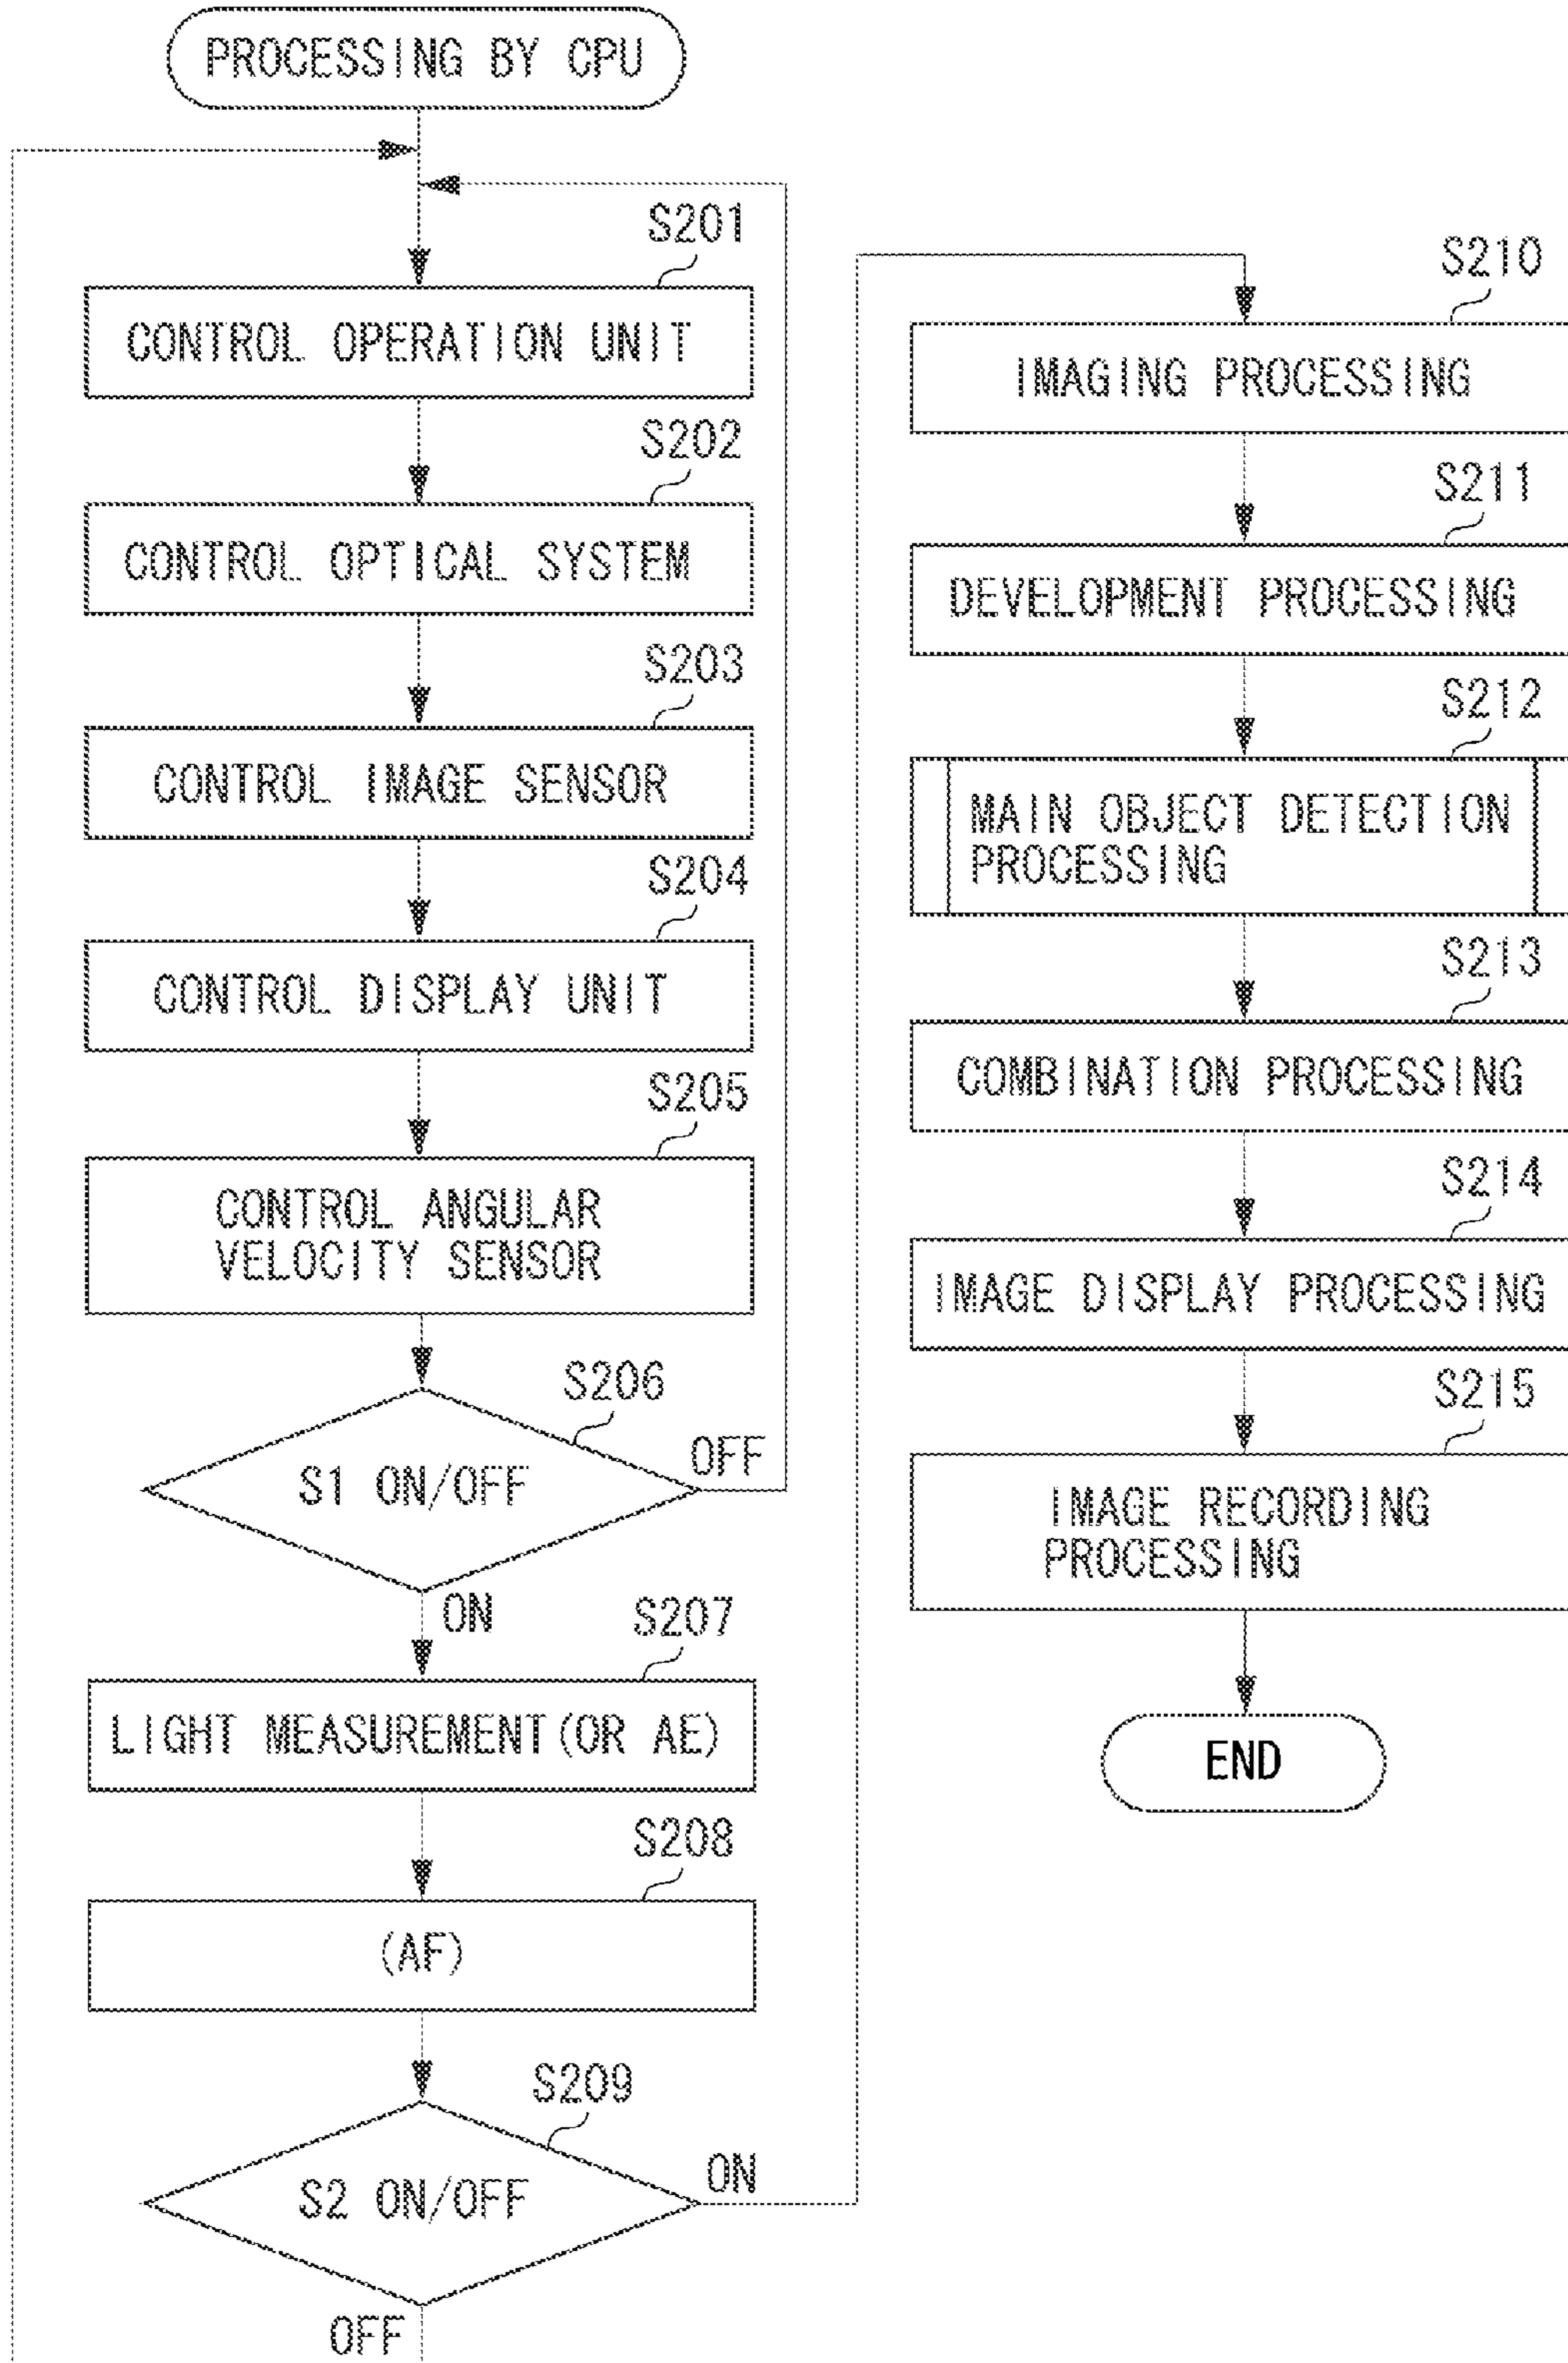 PROCESSING BY CPU
S201
CONTROL OPERATION UNIT
S202
CONTROL OPTICAL SYSTEM
S203
CONTROL IMAGE SENSOR
S204
CONTROL DISPLAY UNIT
S205
CONTROL ANGULAR
VELOCITY SENSOR
S206
S1 ON/OFF
OFF
ON
S207
LIGHT MEASUREMENT(OR AE)
S208
(AF)
S209
S2 ON/OFF
ON
OFF
S210
IMAGING PROCESSING
S211
DEVELOPMENT PROCESSING
S212
MAIN OBJECT DETECTION
PROCESSING
S213
COMBINATION PROCESSING
S214
IMAGE DISPLAY PROCESSING
S215
IMAGE RECORDING
PROCESSING
END